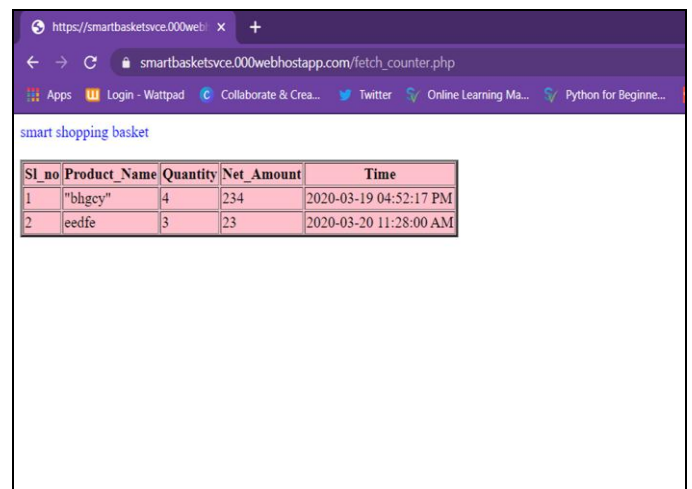 https://smartbasketsvce.000web
smartbasketsvce.000webhostapp.com/fetch_counter.php
Apps Login - Wattpad Collaborate & Crea... Twitter Online Learning Ma... Python for Beginne...
smart shopping basket
Sl_no Product_Name Quantity Net_Amount Time
1 "bhgcy" 4 234 2020-03-19 04:52:17 PM
2 eedfe 3 23 2020-03-20 11:28:00 AM